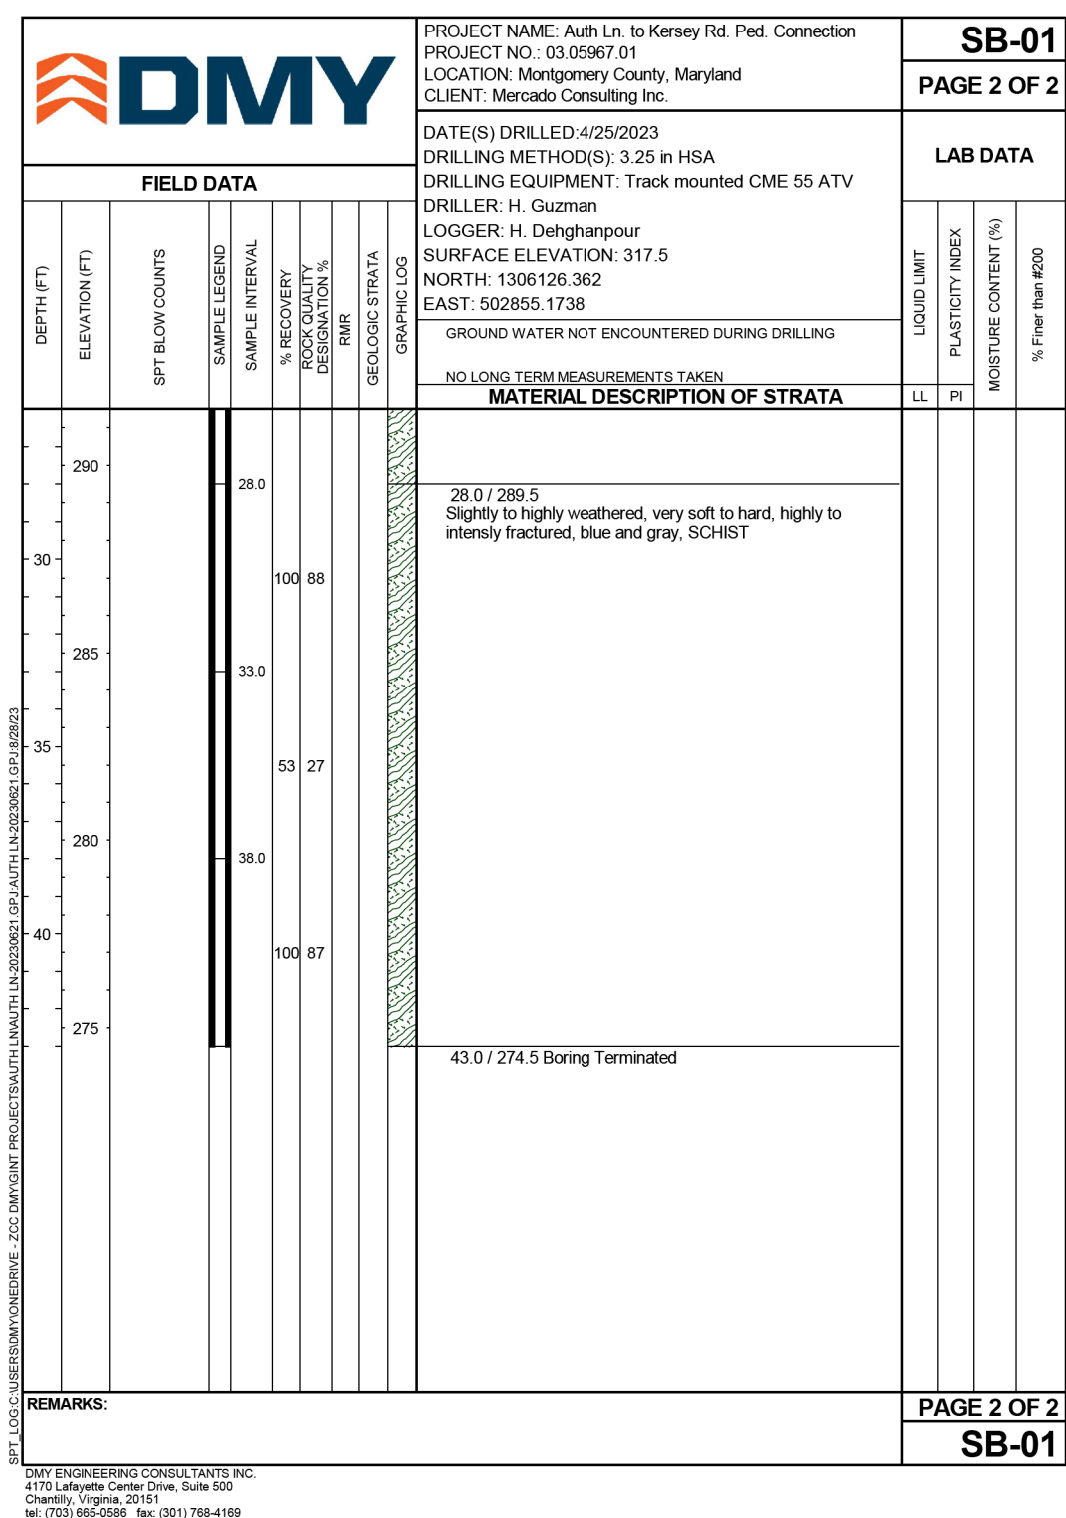 DMY
PROJECT NAME: Auth Ln. to Kersey Rd. Ped. Connection
PROJECT NO.: 03.05967.01
LOCATION: Montgomery County, Maryland
CLIENT: Mercado Consulting Inc.
SB-01
PAGE 2 OF 2
DATE(S) DRILLED:4/25/2023
DRILLING METHOD(S): 3.25 in HSA
DRILLING EQUIPMENT: Track mounted CME 55 ATV
DRILLER: H. Guzman
LOGGER: H. Dehghanpour
SURFACE ELEVATION: 317.5
NORTH: 1306126.362
EAST: 502855.1738
LAB DATA
FIELD DATA
DEPTH (FT)
ELEVATION (FT)
SPT BLOW COUNTS
SAMPLE LEGEND
SAMPLE INTERVAL
% RECOVERY
ROCK QUALITY
DESIGNATION %
RMR
GEOLOGIC STRATA
GRAPHIC LOG
GROUND WATER NOT ENCOUNTERED DURING DRILLING
NO LONG TERM MEASUREMENTS TAKEN
MATERIAL DESCRIPTION OF STRATA
LIQUID LIMIT
PLASTICITY INDEX
MOISTURE CONTENT (%)
% Finer than #200
LL
PI
290
28.0
28.0 / 289.5
Slightly to highly weathered, very soft to hard, highly to
intensly fractured, blue and gray, SCHIST
30
100 88
285
33.0
35
53 27
280
38.0
40
100 87
275
43.0 / 274.5 Boring Terminated
SPT_LOG:C:\USERS\DMY\ONEDRIVE - ZCC DMY\GINT PROJECTS\AUTH LN\AUTH LN-20230621.GPJ:AUTH LN-20230621.GPJ:8/28/23
REMARKS:
PAGE 2 OF 2
SB-01
DMY ENGINEERING CONSULTANTS INC.
4170 Lafayette Center Drive, Suite 500
Chantilly, Virginia, 20151
tel: (703) 665-0586 fax: (301) 768-4169